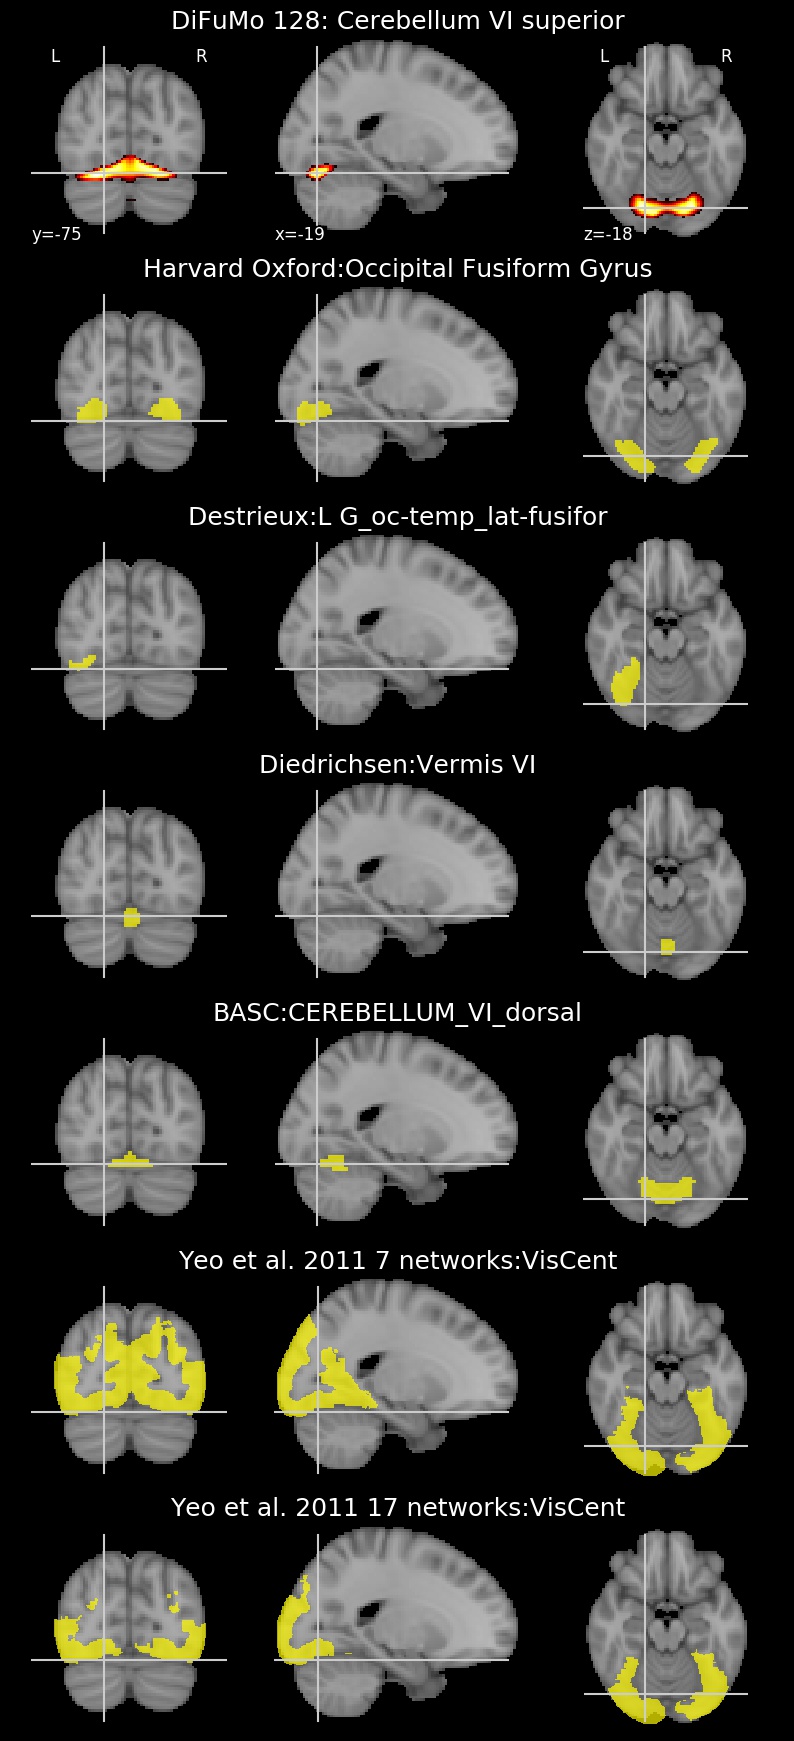 DiFuMo 128: Cerebellum VI superior
L R L R
y=-75 x=-19 z=-18
Harvard Oxford:Occipital Fusiform Gyrus
Destrieux:L G_oc-temp_lat-fusifor
Diedrichsen:Vermis VI
BASC:CEREBELLUM_VI_dorsal
Yeo et al. 2011 7 networks:VisCent
Yeo et al. 2011 17 networks:VisCent